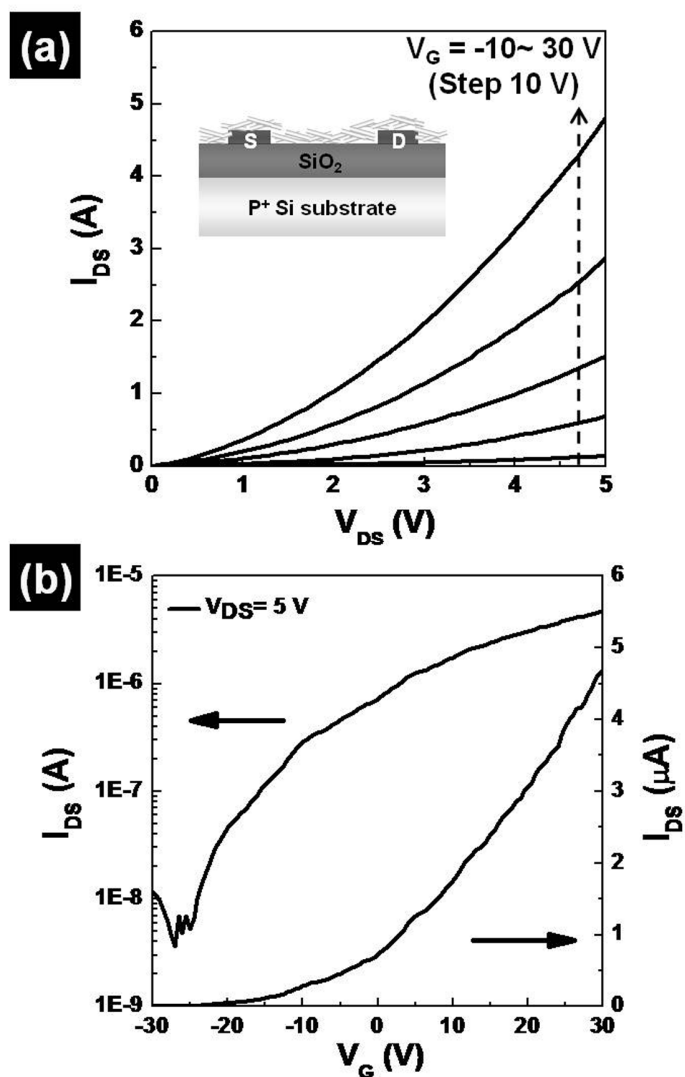 (a)
6
5
4
3
2
1
0
I_DS (A)
V_G = -10~ 30 V
(Step 10 V)
S
D
SiO₂
P⁺ Si substrate
0 1 2 3 4 5
V_DS (V)
(b)
1E-5
1E-6
1E-7
1E-8
1E-9
I_DS (A)
V_DS= 5 V
6
5
4
3
2
1
0
I_DS (μA)
-30 -20 -10 0 10 20 30
V_G (V)